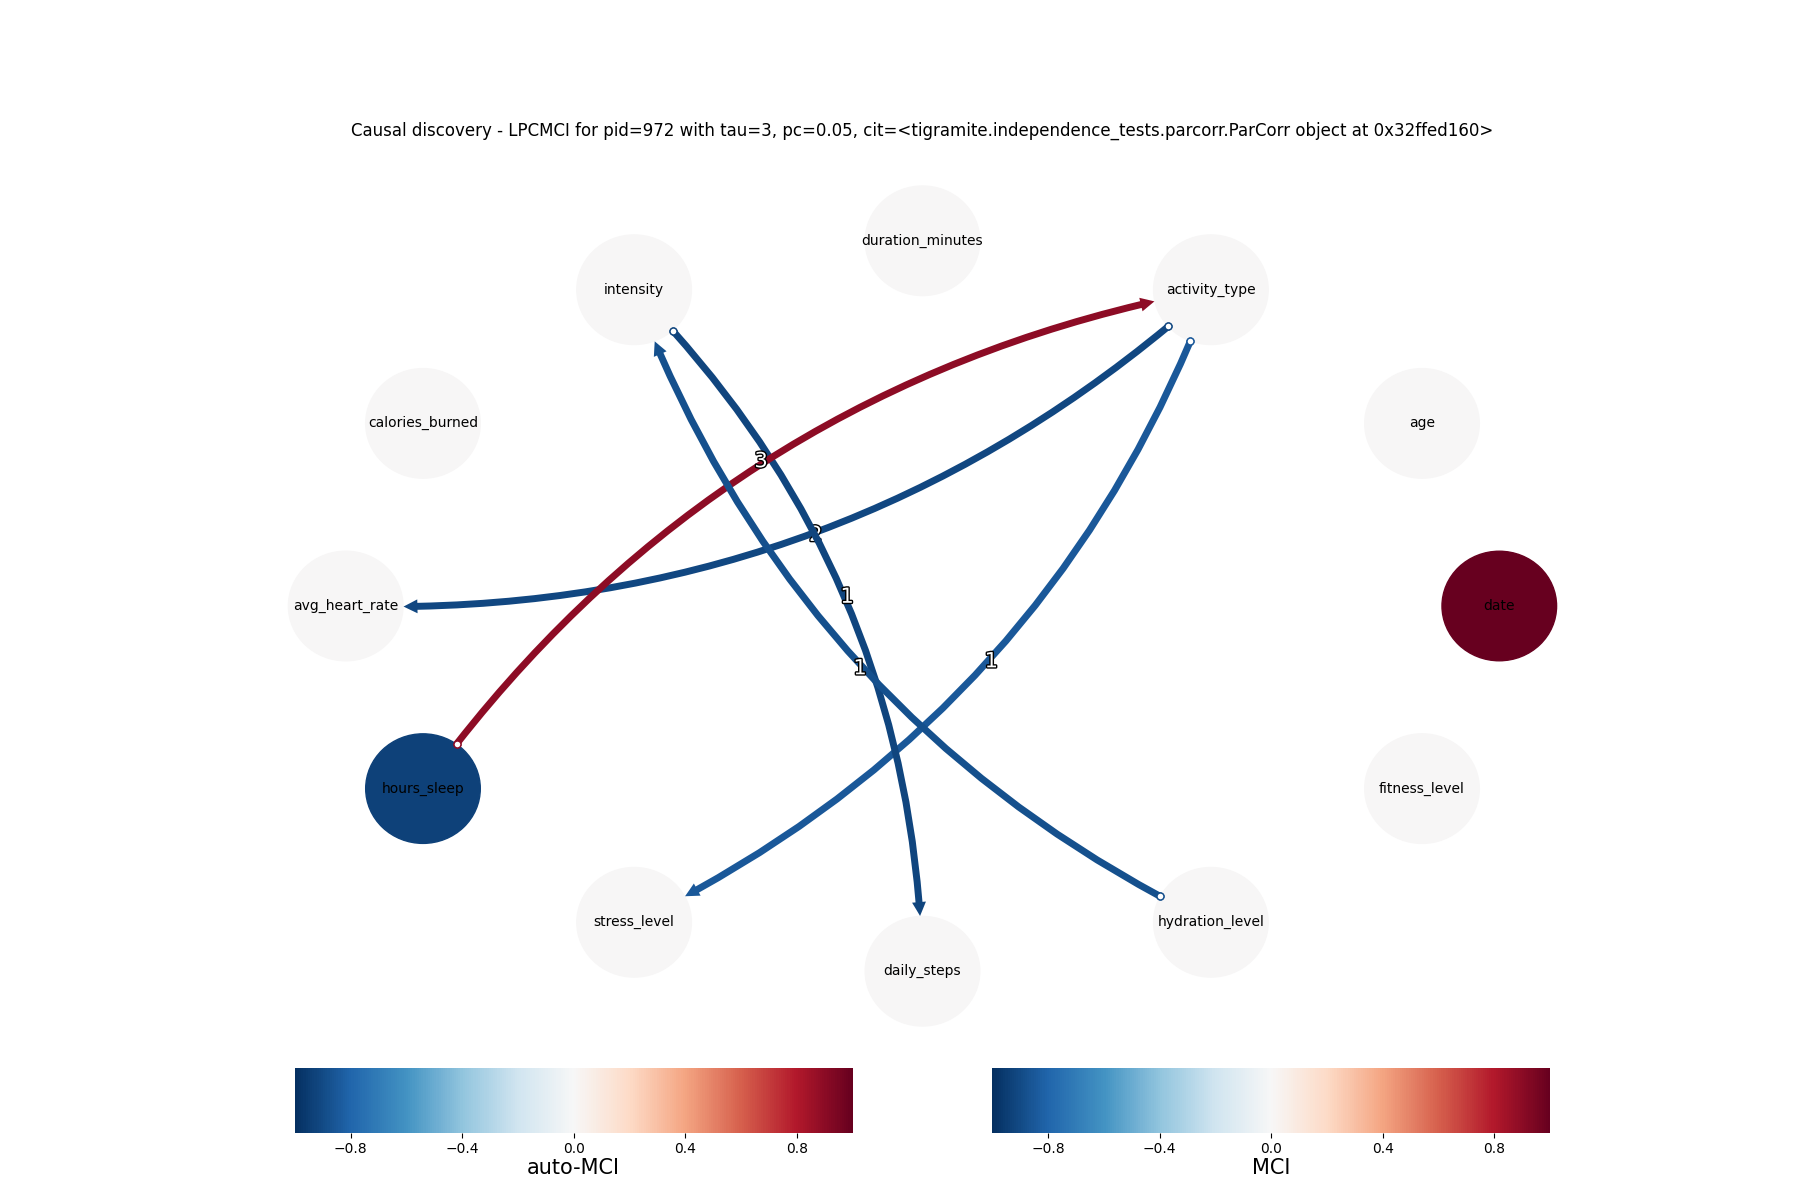 Causal discovery - LPCMCI for pid=972 with tau=3, pc=0.05, cit=<tigramite.independence_tests.parcorr.ParCorr object at 0x32ffed160>
duration_minutes
intensity
activity_type
calories_burned
age
3
avg_heart_rate
1
date
1
1
hours_sleep
fitness_level
stress_level
hydration_level
daily_steps
−0.8 −0.4 0.0 0.4 0.8
auto-MCI
−0.8 −0.4 0.0 0.4 0.8
MCI